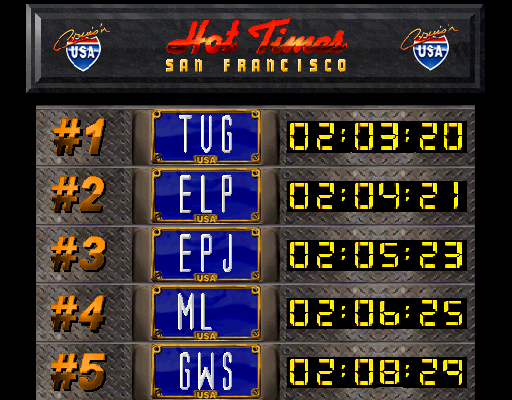 Cruis'n USA Hot Times Cruis'n USA
SAN FRANCISCO
#1 TVG USA 02:03:20
#2 ELP USA 02:04:21
#3 EPJ USA 02:05:23
#4 ML USA 02:06:25
#5 GWS 02:08:29